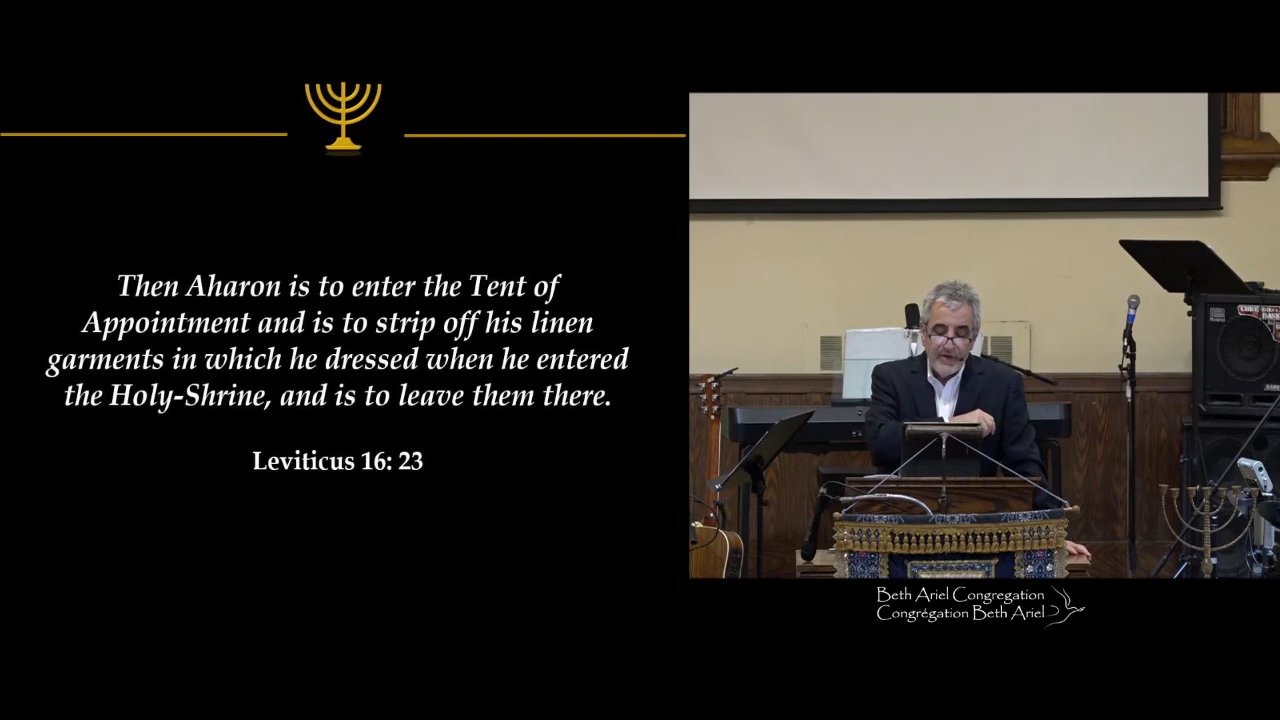 Then Aharon is to enter the Tent of
Appointment and is to strip off his linen
garments in which he dressed when he entered
the Holy-Shrine, and is to leave them there.
Leviticus 16: 23
Beth Ariel Congregation
Congrégation Beth Ariel